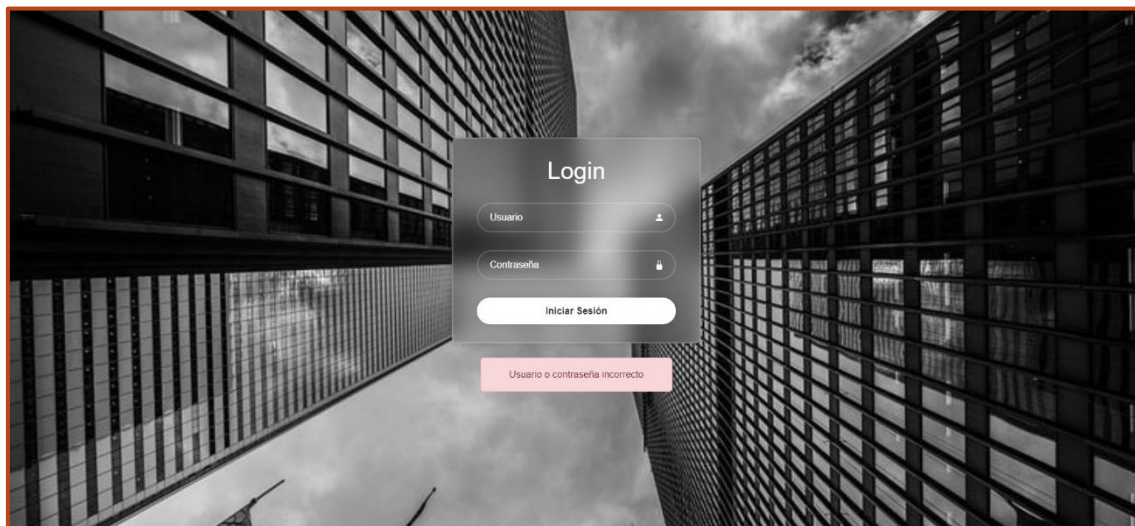 Login
Usuario
Contraseña
Iniciar Sesión
Usuario o contraseña incorrecto